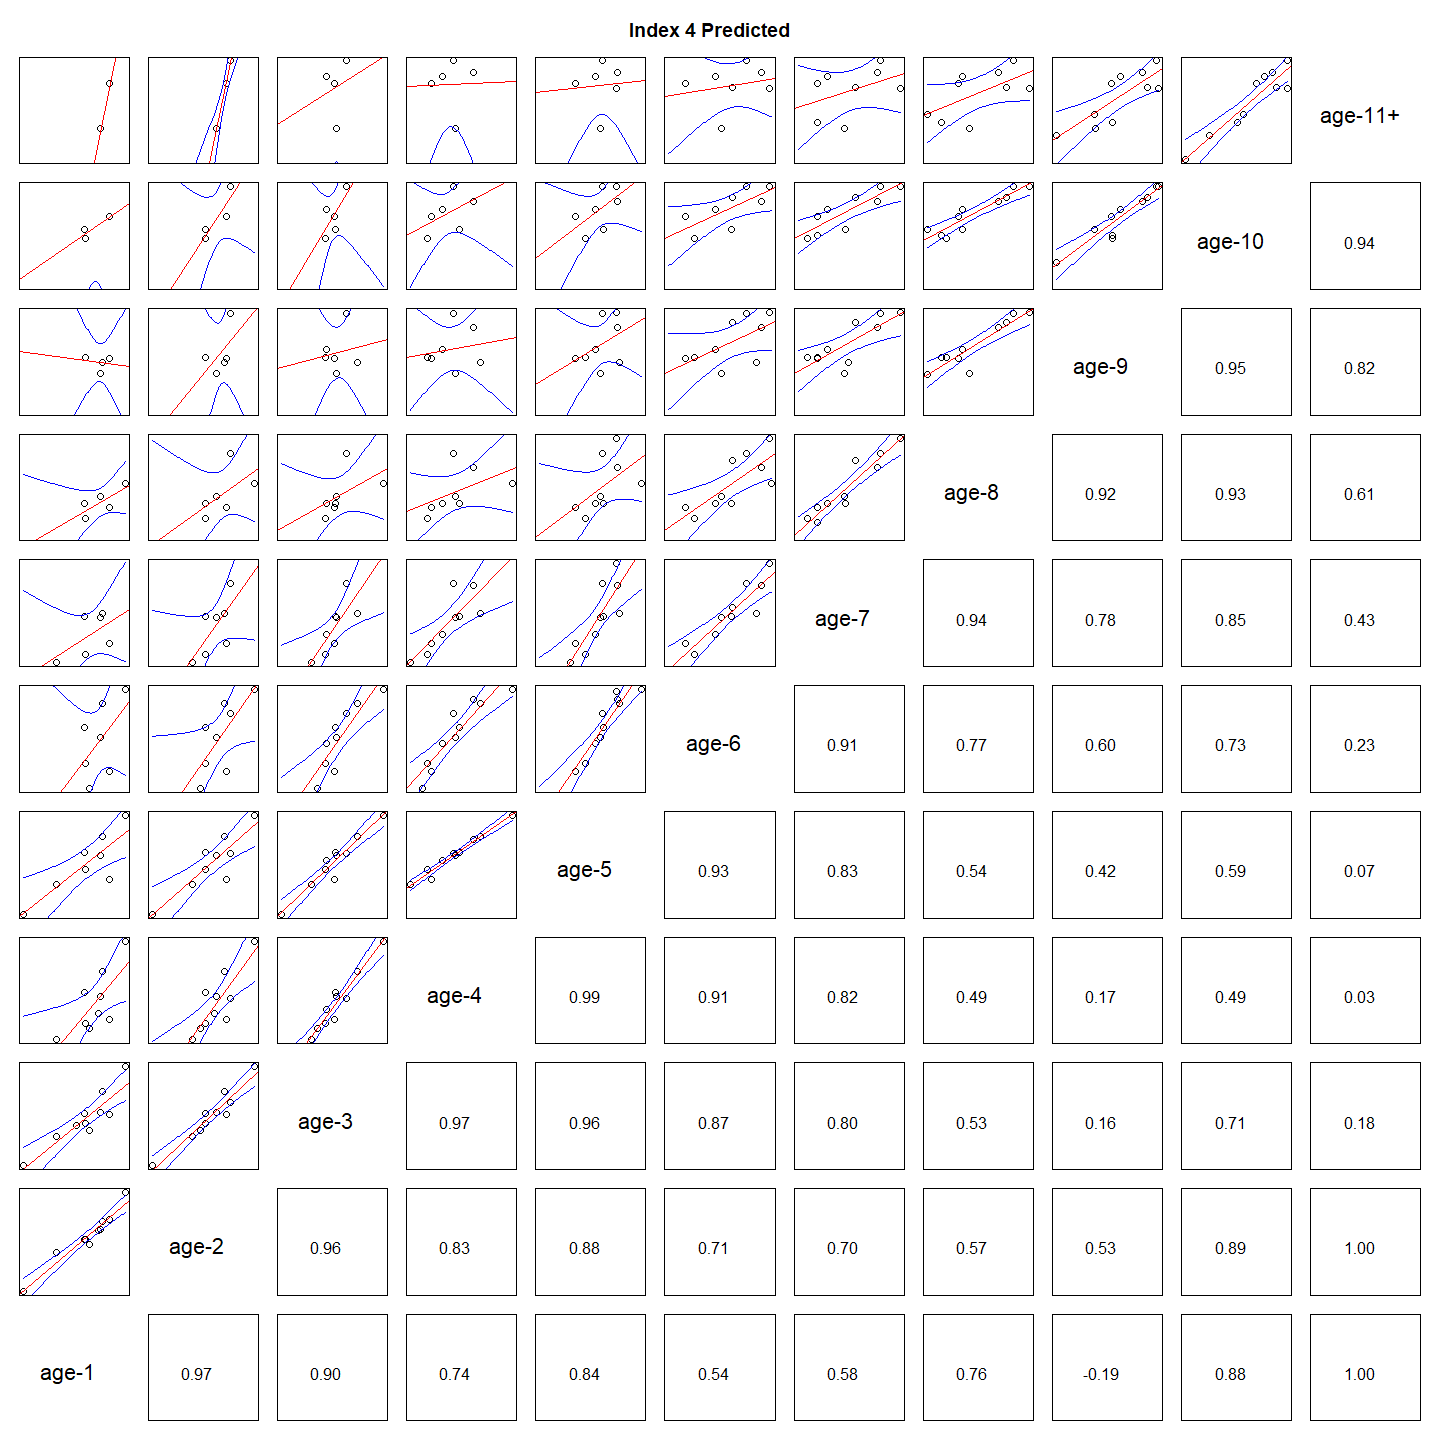 Index 4 Predicted
age-11+
age-10 0.94
age-9 0.95 0.82
age-8 0.92 0.93 0.61
age-7 0.94 0.78 0.85 0.43
age-6 0.91 0.77 0.60 0.73 0.23
age-5 0.93 0.83 0.54 0.42 0.59 0.07
age-4 0.99 0.91 0.82 0.49 0.17 0.49 0.03
age-3 0.97 0.96 0.87 0.80 0.53 0.16 0.71 0.18
age-2 0.96 0.83 0.88 0.71 0.70 0.57 0.53 0.89 1.00
age-1 0.97 0.90 0.74 0.84 0.54 0.58 0.76 -0.19 0.88 1.00